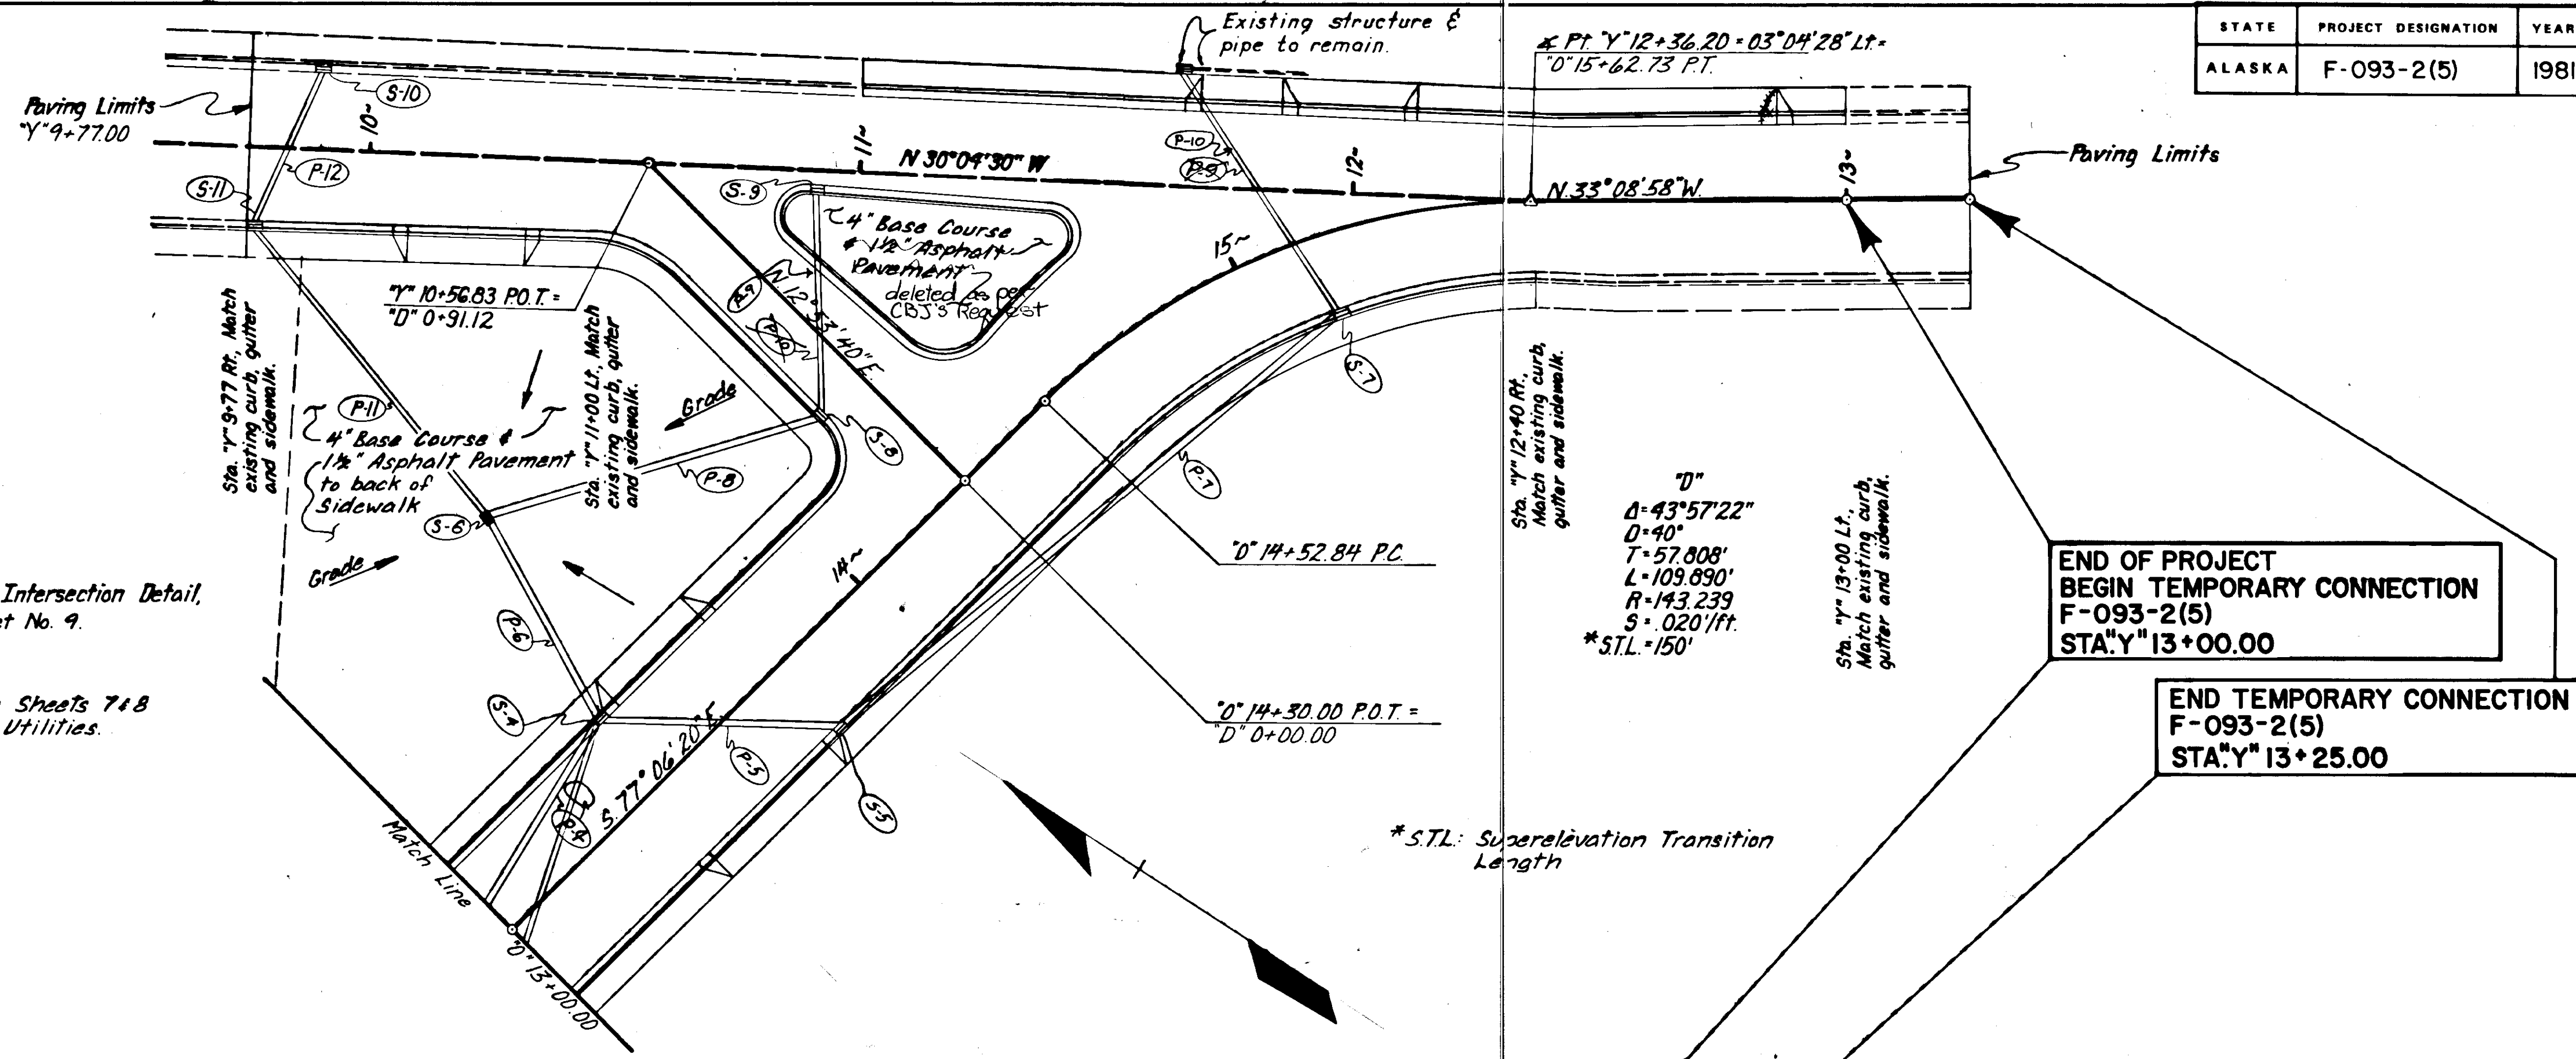 Existing structure &
pipe to remain.
∡ Pt. "Y" 12+36.20 = 03°04'28" Lt. =
"O" 15+62.73 P.T.
STATE
PROJECT DESIGNATION
YEAR
ALASKA
F-093-2(5)
1981
Paving Limits
"Y" 9+77.00
S-10
10~
P-12
S-11
11~
N 30°04'30" W
P-10
P-9
12~
N. 33°08'58" W.
13~
Paving Limits
S-9
4" Base Course
& 1½" Asphalt
Pavement
deleted as per
CBJ's Request
15~
"Y" 10+56.83 P.O.T. =
"D" 0+91.12
P-9
P-10
N 12°53'40" E.
S-7
Sta. "Y" 9+77 Rt., Match
existing curb, gutter
and sidewalk.
Sta. "Y" 11+00 Lt., Match
existing curb, gutter
and sidewalk.
Grade
P-11
4" Base Course &
1½" Asphalt Pavement
to back of
Sidewalk
S-8
P-8
S-6
P-7
Sta. "Y" 12+40 Rt.,
Match existing curb,
gutter and sidewalk.
"D"
Δ=43°57'22"
D=40°
T=57.808'
L=109.890'
R=143.239
S=.020'/ft.
*S.T.L.=150'
Sta. "Y" 13+00 Lt.,
Match existing curb,
gutter and sidewalk.
"O" 14+52.84 P.C.
14~
Grade
Intersection Detail,
et No. 9.
P-6
END OF PROJECT
BEGIN TEMPORARY CONNECTION
F-093-2(5)
STA."Y" 13+00.00
Sheets 7&8
Utilities.
S-4
"O" 14+30.00 P.O.T. =
"D" 0+00.00
END TEMPORARY CONNECTION
F-093-2(5)
STA."Y" 13+25.00
P-5
S. 77° 06' 20" E.
S-5
P-4
Match Line
*S.T.L.: Superelevation Transition
Length
"O" 13+00.00